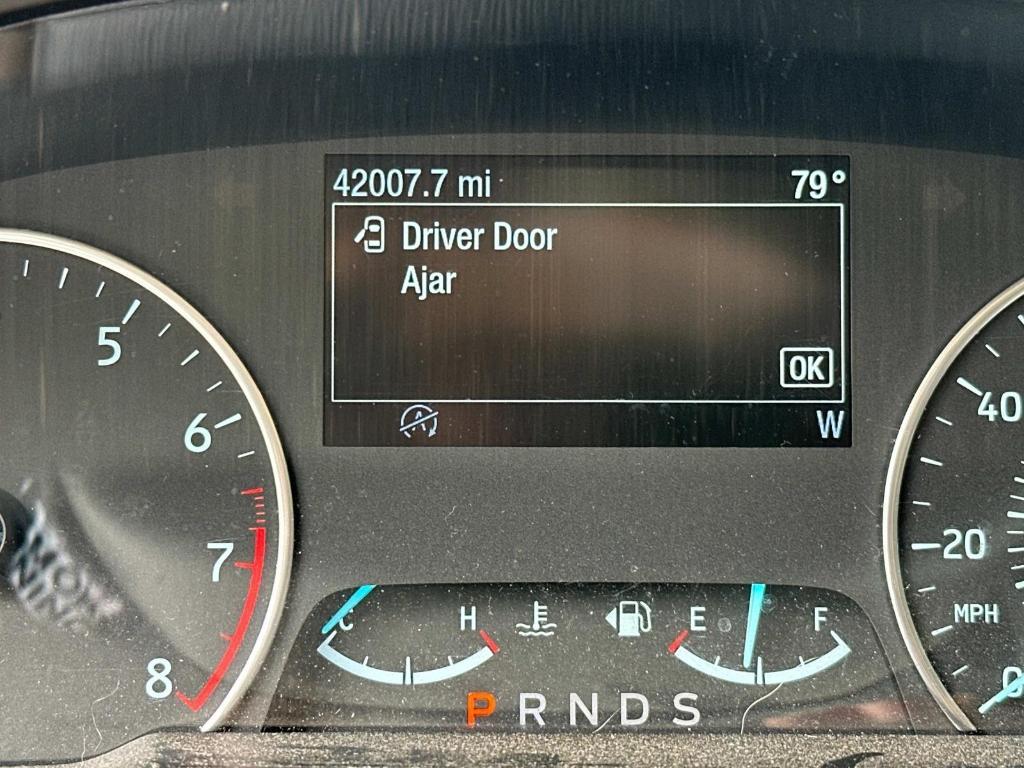 42007.7 mi 79°
Driver Door
Ajar
OK
A W
5
6
7
8
40
20
MPH
0
C H E F
P R N D S